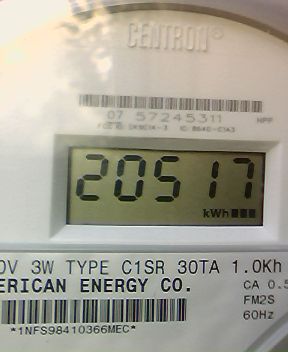 CENTRON®
07 57245311 NPP
20517
kWh
0V 3W TYPE C1SR 30TA 1.0Kh
ERICAN ENERGY CO. CA 0.5
FM2S
*1NFS98410366MEC* 60Hz